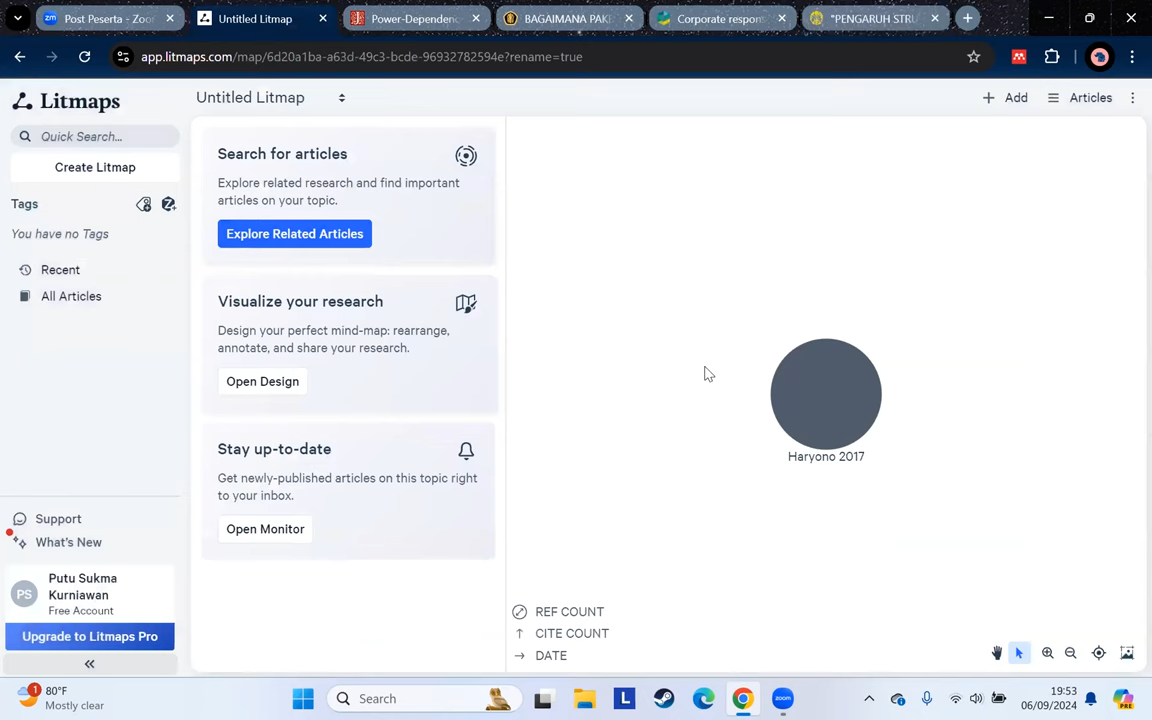 Post Peserta - Zoo
Untitled Litmap
Power-Dependenc
BAGAIMANA PAK
Corporate respon
"PENGARUH STRU
app.litmaps.com/map/6d20a1ba-a63d-49c3-bcde-96932782594e?rename=true
Litmaps
Untitled Litmap
Add
Articles
Quick Search...
Create Litmap
Tags
You have no Tags
Recent
All Articles
Search for articles
Explore related research and find important
articles on your topic.
Explore Related Articles
Visualize your research
Design your perfect mind-map: rearrange,
annotate, and share your research.
Open Design
Stay up-to-date
Get newly-published articles on this topic right
to your inbox.
Open Monitor
Haryono 2017
REF COUNT
CITE COUNT
DATE
Support
What's New
PS
Putu Sukma
Kurniawan
Free Account
Upgrade to Litmaps Pro
1
80°F
Mostly clear
Search
L
zoom
19:53
06/09/2024
PRE